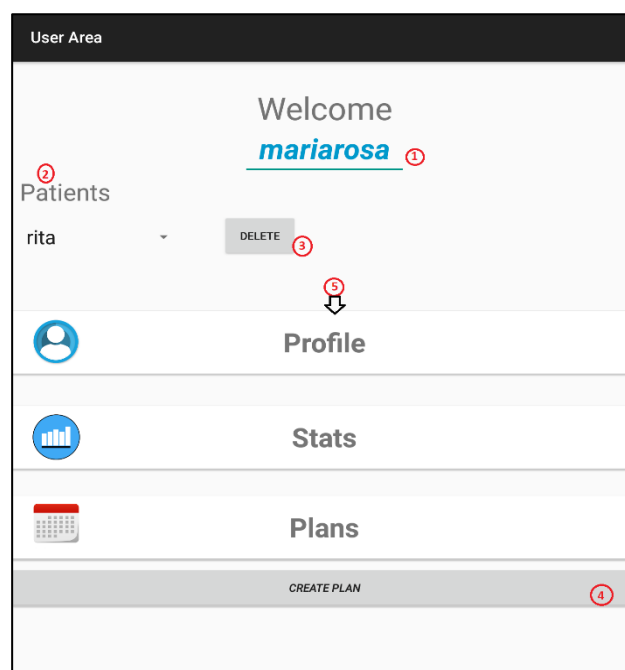 User Area
Welcome
mariarosa 1
2
Patients
rita DELETE 3
5
Profile
Stats
Plans
CREATE PLAN 4